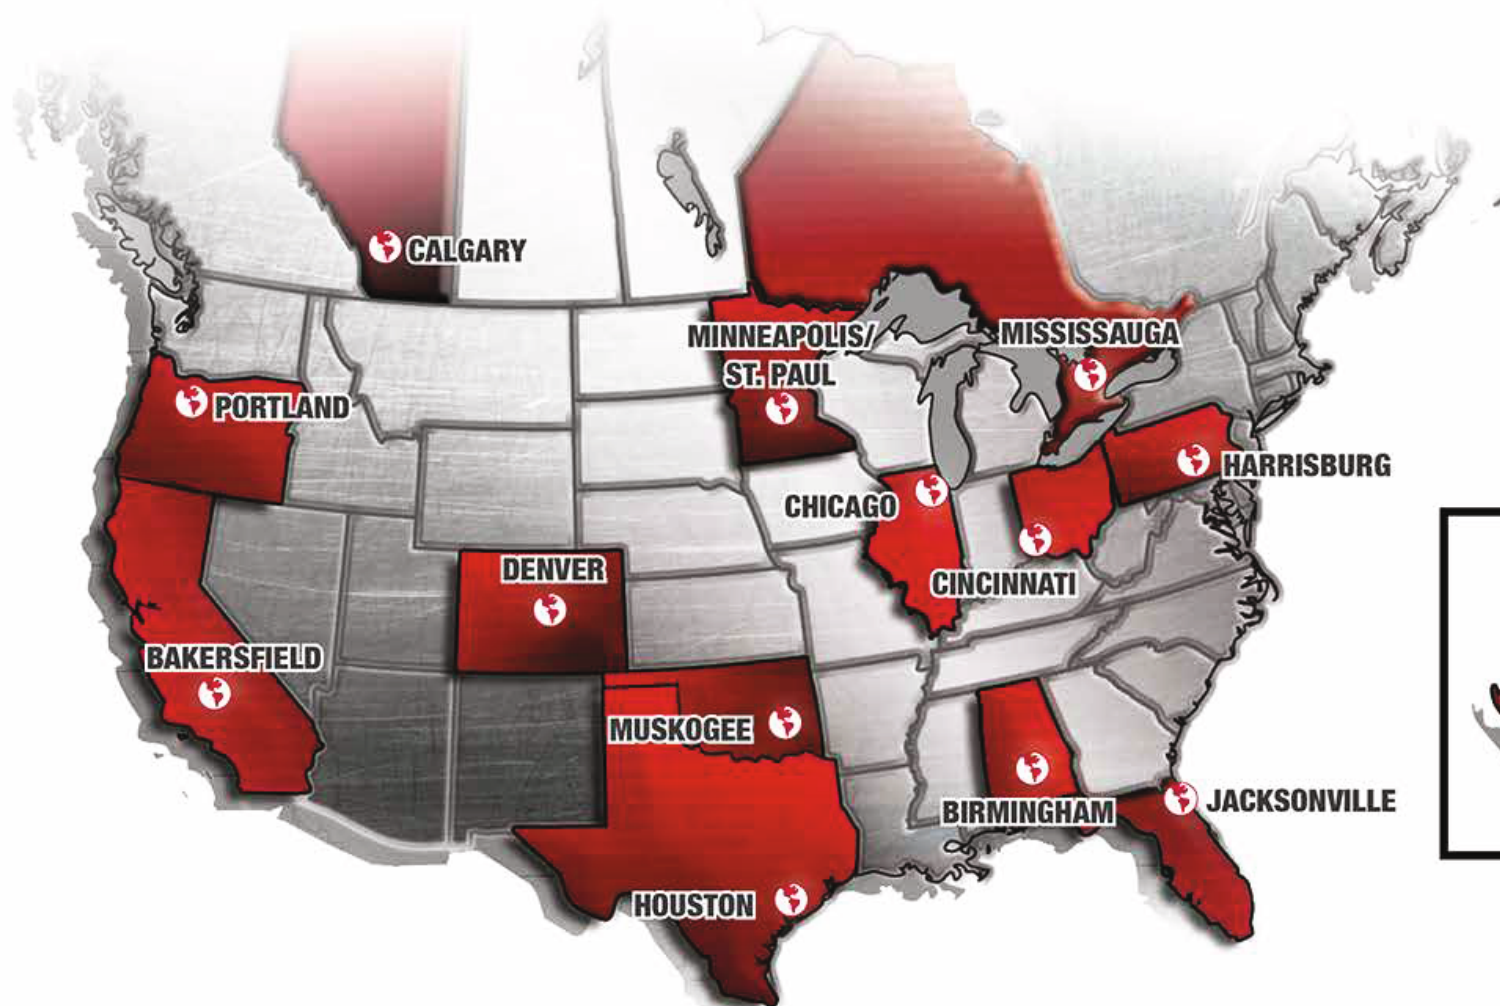 CALGARY
MINNEAPOLIS/
ST. PAUL
MISSISSAUGA
PORTLAND
HARRISBURG
CHICAGO
DENVER
CINCINNATI
BAKERSFIELD
MUSKOGEE
BIRMINGHAM
JACKSONVILLE
HOUSTON